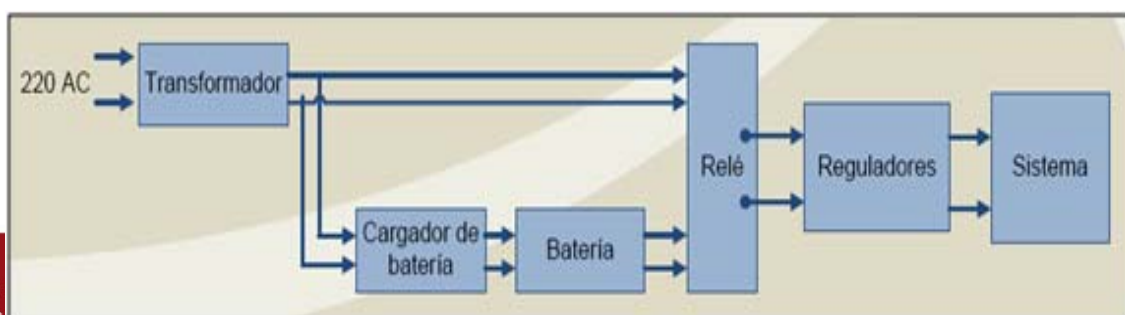 220 AC
Transformador
Cargador de
batería
Batería
Relé
Reguladores
Sistema